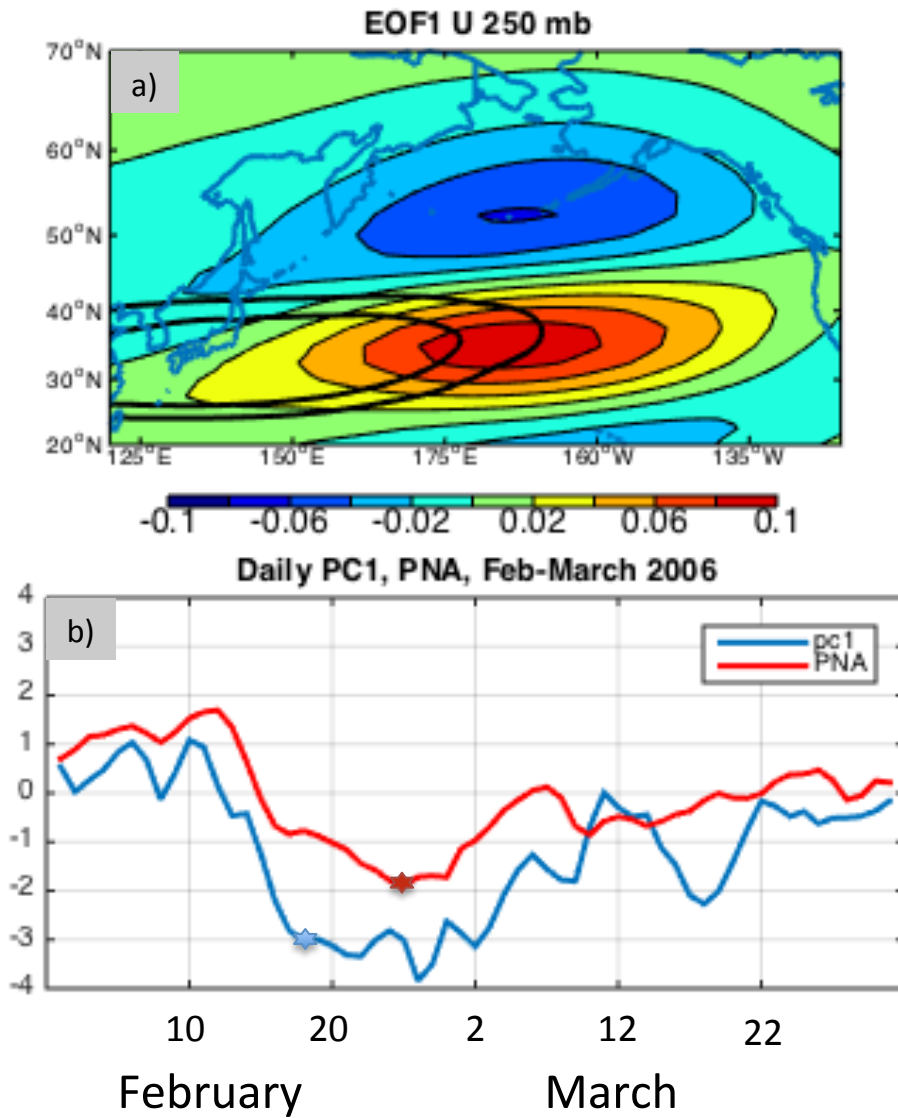 EOF1 U 250 mb
a)
70°N
60°N
50°N
40°N
30°N
20°N
125°E 150°E 175°E 160°W 135°W
-0.1 -0.06 -0.02 0.02 0.06 0.1
Daily PC1, PNA, Feb-March 2006
b)
pc1
PNA
4
3
2
1
0
-1
-2
-3
-4
10 20 2 12 22
February March